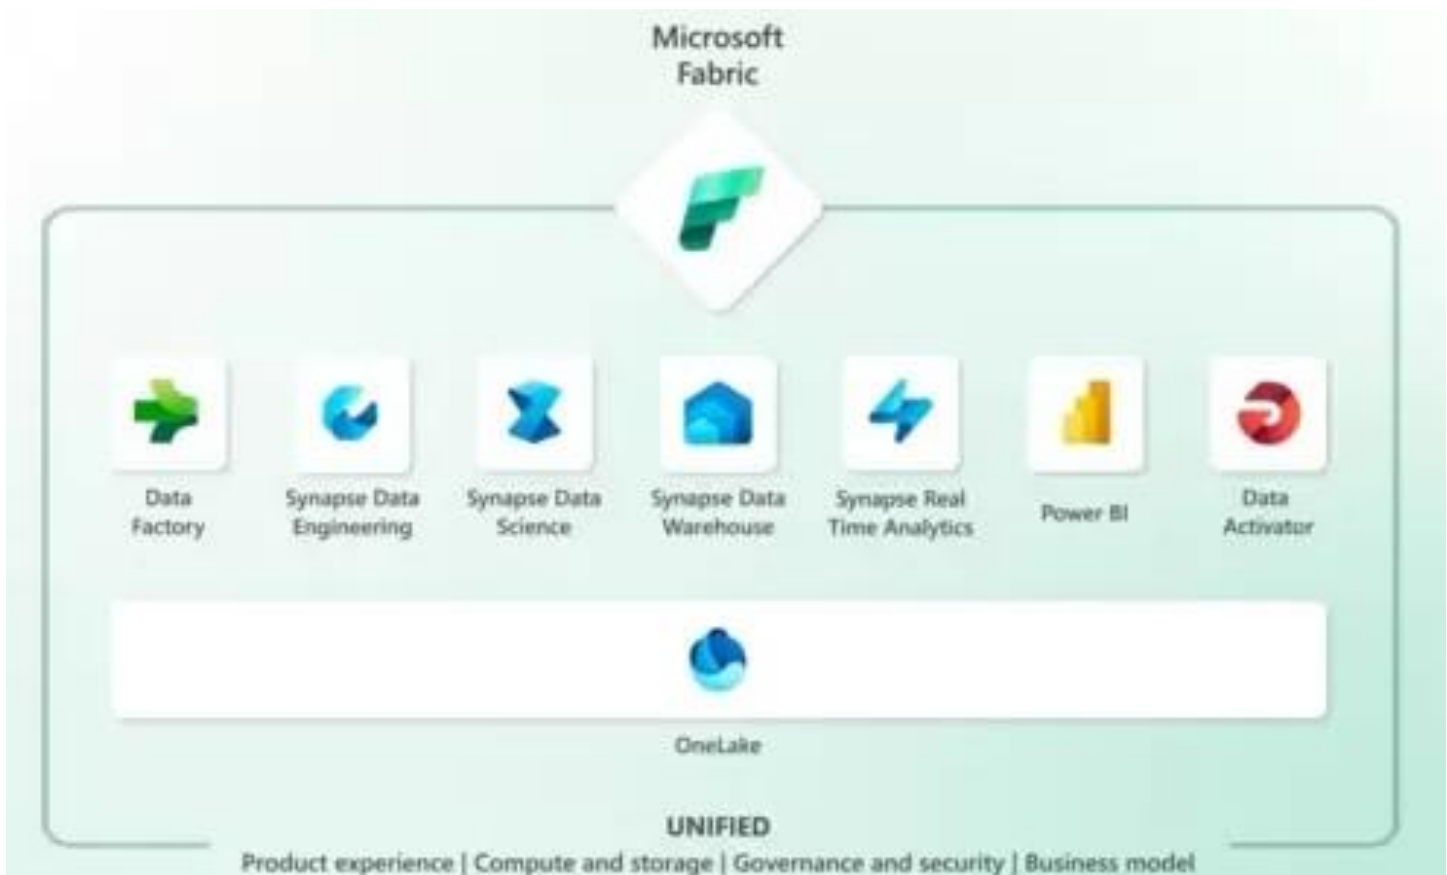 Microsoft
Fabric
Data
Factory
Synapse Data
Engineering
Synapse Data
Science
Synapse Data
Warehouse
Synapse Real
Time Analytics
Power BI
Data
Activator
OneLake
UNIFIED
Product experience | Compute and storage | Governance and security | Business model